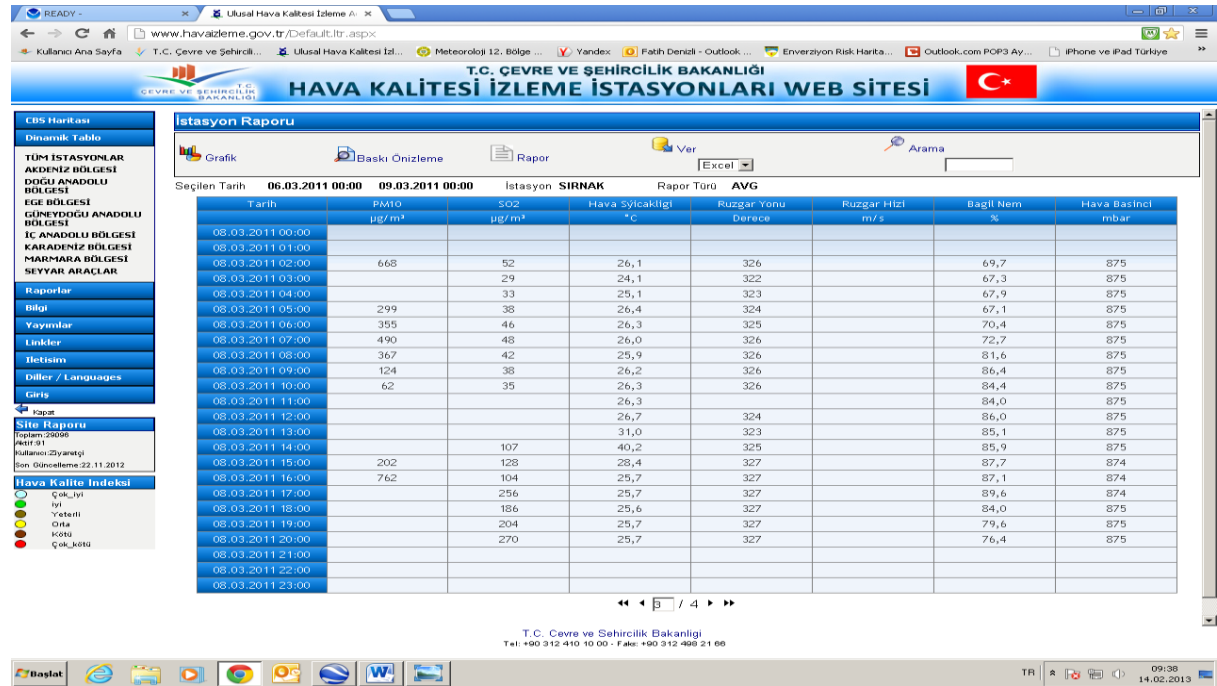 READY -
Ulusal Hava Kalitesi İzleme A
www.havaizleme.gov.tr/Default.ltr.aspx
Kullanıcı Ana Sayfa T.C. Çevre ve Şehircili... Ulusal Hava Kalitesi İzl... Meteoroloji 12. Bölge ... Yandex Fatih Denizli - Outlook ... Enverziyon Risk Harita... Outlook.com POP3 Ay... iPhone ve iPad Türkiye »
T.C. ÇEVRE VE ŞEHİRCİLİK BAKANLIĞI
T.C. ÇEVRE VE ŞEHİRCİLİK BAKANLIĞI
HAVA KALİTESİ İZLEME İSTASYONLARI WEB SİTESİ
CBS Haritası
Dinamik Tablo
TÜM İSTASYONLAR
AKDENİZ BÖLGESİ
DOĞU ANADOLU
BÖLGESİ
EGE BÖLGESİ
GÜNEYDOĞU ANADOLU
BÖLGESİ
İÇ ANADOLU BÖLGESİ
KARADENİZ BÖLGESİ
MARMARA BÖLGESİ
SEYYAR ARAÇLAR
Raporlar
Bilgi
Yayımlar
Linkler
Iletisim
Diller / Languages
Giriş
Kapat
Site Raporu
Toplam:29096
Aktif:91
Kullanıcı:Ziyaretçi
Son Güncelleme:22.11.2012
Hava Kalite Indeksi
Çok_iyi
iyi
Yeterli
Orta
Kötü
Çok_kötü
İstasyon Raporu
Grafik Baskı Önizleme Rapor Ver Excel Arama
Seçilen Tarih 06.03.2011 00:00 09.03.2011 00:00 İstasyon SIRNAK Rapor Türü AVG
Tarih PM10 SO2 Hava Sýicakligi Ruzgar Yonu Ruzgar Hizi Bagil Nem Hava Basinci
µg/m³ µg/m³ °C Derece m/s % mbar
08.03.2011 00:00
08.03.2011 01:00
08.03.2011 02:00 668 52 26,1 326 69,7 875
08.03.2011 03:00 29 24,1 322 67,3 875
08.03.2011 04:00 33 25,1 323 67,9 875
08.03.2011 05:00 299 38 26,4 324 67,1 875
08.03.2011 06:00 355 46 26,3 325 70,4 875
08.03.2011 07:00 490 48 26,0 326 72,7 875
08.03.2011 08:00 367 42 25,9 326 81,6 875
08.03.2011 09:00 124 38 26,2 326 86,4 875
08.03.2011 10:00 62 35 26,3 326 84,4 875
08.03.2011 11:00 26,3 84,0 875
08.03.2011 12:00 26,7 324 86,0 875
08.03.2011 13:00 31,0 323 85,1 875
08.03.2011 14:00 107 40,2 325 85,9 875
08.03.2011 15:00 202 128 28,4 327 87,7 874
08.03.2011 16:00 762 104 25,7 327 87,1 874
08.03.2011 17:00 256 25,7 327 89,6 874
08.03.2011 18:00 186 25,6 327 84,0 875
08.03.2011 19:00 204 25,7 327 79,6 875
08.03.2011 20:00 270 25,7 327 76,4 875
08.03.2011 21:00
08.03.2011 22:00
08.03.2011 23:00
3 / 4
T.C. Cevre ve Sehircilik Bakanligi
Tel: +90 312 410 10 00 - Faks: +90 312 498 21 66
Başlat
TR
09:38
14.02.2013